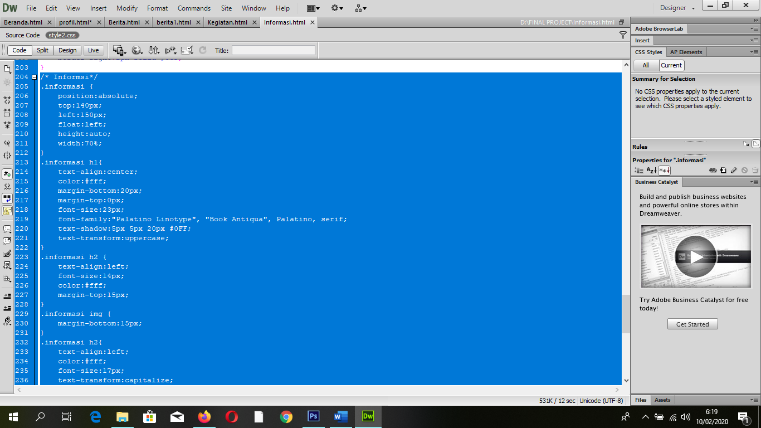 Dw File Edit View Insert Modify Format Commands Site Window Help Designer
Beranda.html profil.html* Berita.html berita1.html Kegiatan.html Informasi.html
Source Code style2.css
Code Split Design Live Title:
203 }
204 /* Informsi*/
205 .informasi {
206 position:absolute;
207 top:140px;
208 left:150px;
209 float:left;
210 height:auto;
211 width:70%;
212 }
213 .informasi h1{
214 text-align:center;
215 color:#fff;
216 margin-bottom:20px;
217 margin-top:0px;
218 font-size:23px;
219 font-family:"Palatino Linotype", "Book Antiqua", Palatino, serif;
220 text-shadow:5px 5px 20px #0FF;
221 text-transform:uppercase;
222 }
223 .informasi h2 {
224 text-align:left;
225 font-size:14px;
226 color:#fff;
227 margin-top:15px;
228 }
229 .informasi img {
230 margin-bottom:15px;
231 }
232 .informasi h3{
233 text-align:left;
234 color:#fff;
235 font-size:17px;
236 text-transform:capitalize;
531K / 12 sec Unicode (UTF-8)
Adobe BrowserLab
Insert
CSS Styles AP Elements
All Current
Summary for Selection
No CSS properties apply to the current
selection. Please select a styled element to
see which CSS properties apply.
Rules
Properties for ".informasi"
Business Catalyst
Build and publish business websites
and powerful online stores within
Dreamweaver.
Try Adobe Business Catalyst for free
today!
Get Started
Files Assets
Ps Dw
6:19
10/02/2020
1